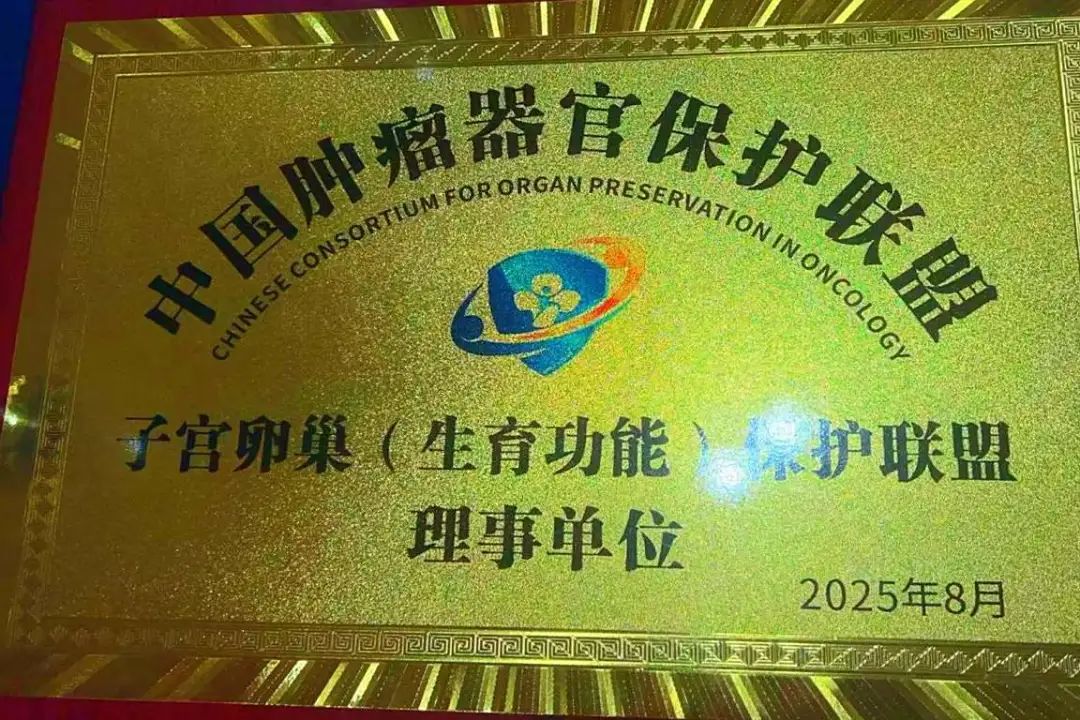 中国肿瘤器官保护联盟
CHINESE CONSORTIUM FOR ORGAN PRESERVATION IN ONCOLOGY
子宫卵巢（生育功能）保护联盟
理事单位
2025年8月